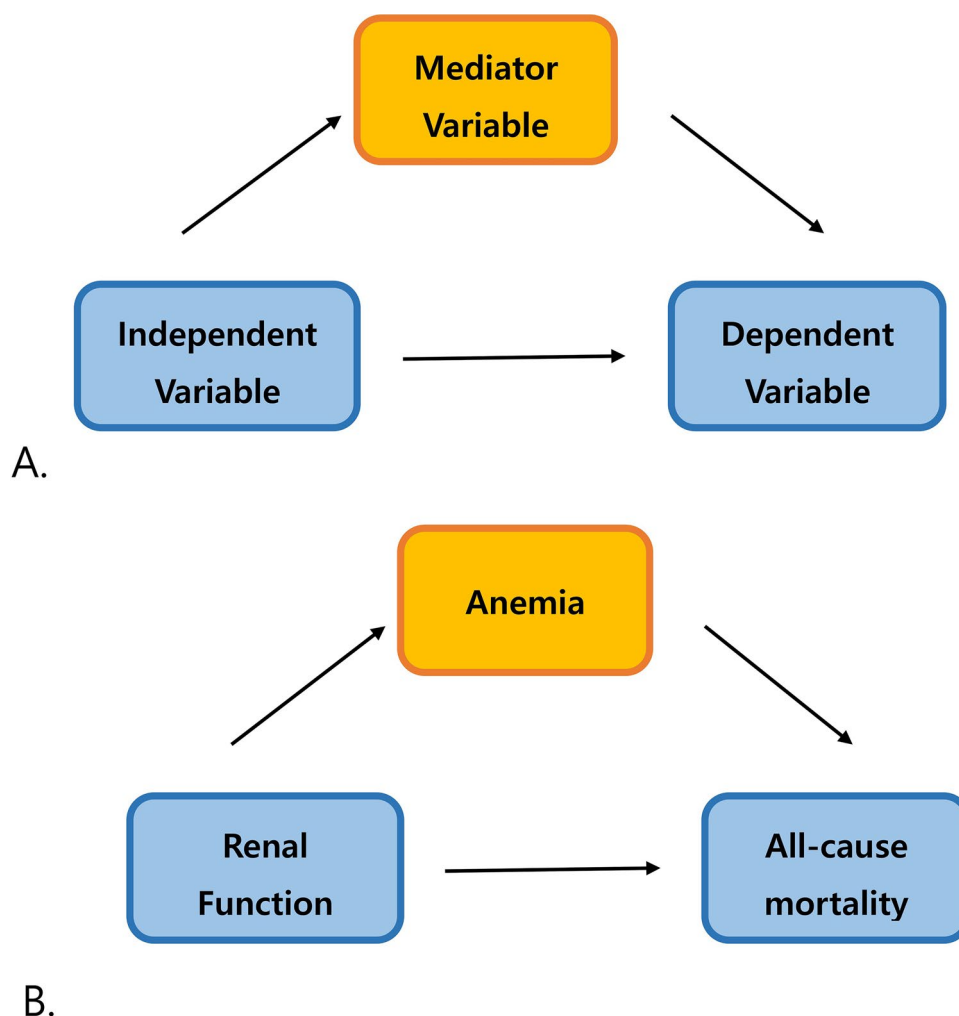 Mediator
Variable
Independent
Variable
Dependent
Variable
A.
Anemia
Renal
Function
All-cause
mortality
B.